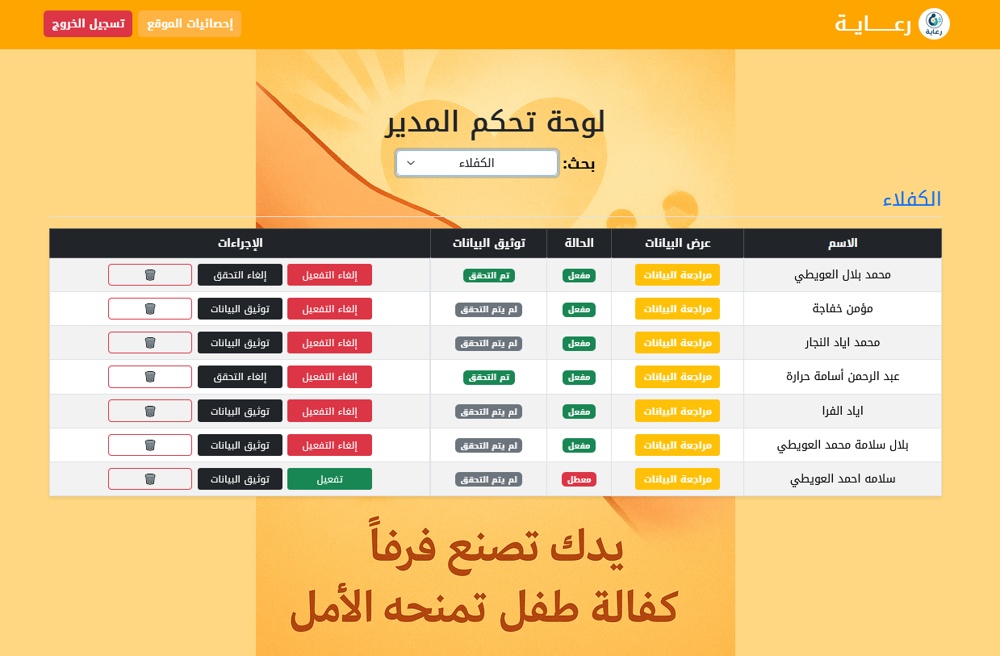 رعاية
رعـــــايــة
إحصائيات الموقع
تسجيل الخروج
لوحة تحكم المدير
بحث:
الكفلاء
الكفلاء
الاسم عرض البيانات الحالة توثيق البيانات الإجراءات
محمد بلال العويطي مراجعة البيانات مفعل تم التحقق إلغاء التفعيل إلغاء التحقق
مؤمن خفاجة مراجعة البيانات مفعل لم يتم التحقق إلغاء التفعيل توثيق البيانات
محمد اياد النجار مراجعة البيانات مفعل لم يتم التحقق إلغاء التفعيل توثيق البيانات
عبد الرحمن أسامة حرارة مراجعة البيانات مفعل تم التحقق إلغاء التفعيل إلغاء التحقق
اياد الفرا مراجعة البيانات مفعل لم يتم التحقق إلغاء التفعيل توثيق البيانات
بلال سلامة محمد العويطي مراجعة البيانات مفعل لم يتم التحقق إلغاء التفعيل توثيق البيانات
سلامه احمد العويطي مراجعة البيانات معطل لم يتم التحقق تفعيل توثيق البيانات
يدك تصنع فرفاً
كفالة طفل تمنحه الأمل